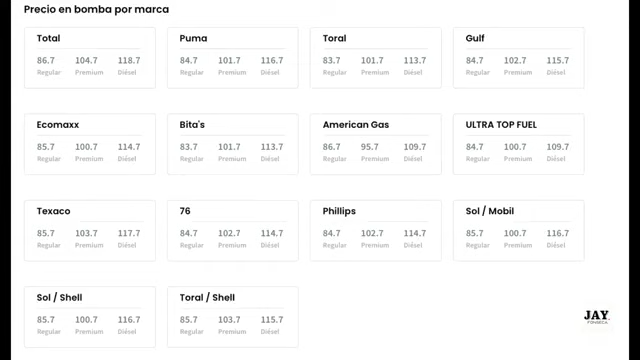 Precio en bomba por marca
Total Puma Toral Gulf
86.7 104.7 118.7 84.7 101.7 116.7 83.7 101.7 113.7 84.7 102.7 115.7
Regular Premium Diésel Regular Premium Diésel Regular Premium Diésel Regular Premium Diésel
Ecomaxx Bita's American Gas ULTRA TOP FUEL
85.7 100.7 114.7 83.7 101.7 113.7 86.7 95.7 109.7 84.7 100.7 109.7
Regular Premium Diésel Regular Premium Diésel Regular Premium Diésel Regular Premium Diésel
Texaco 76 Phillips Sol / Mobil
85.7 103.7 117.7 84.7 102.7 114.7 84.7 102.7 114.7 85.7 100.7 116.7
Regular Premium Diésel Regular Premium Diésel Regular Premium Diésel Regular Premium Diésel
Sol / Shell Toral / Shell
85.7 100.7 116.7 85.7 103.7 115.7
Regular Premium Diésel Regular Premium Diésel
JAY
FONSECA